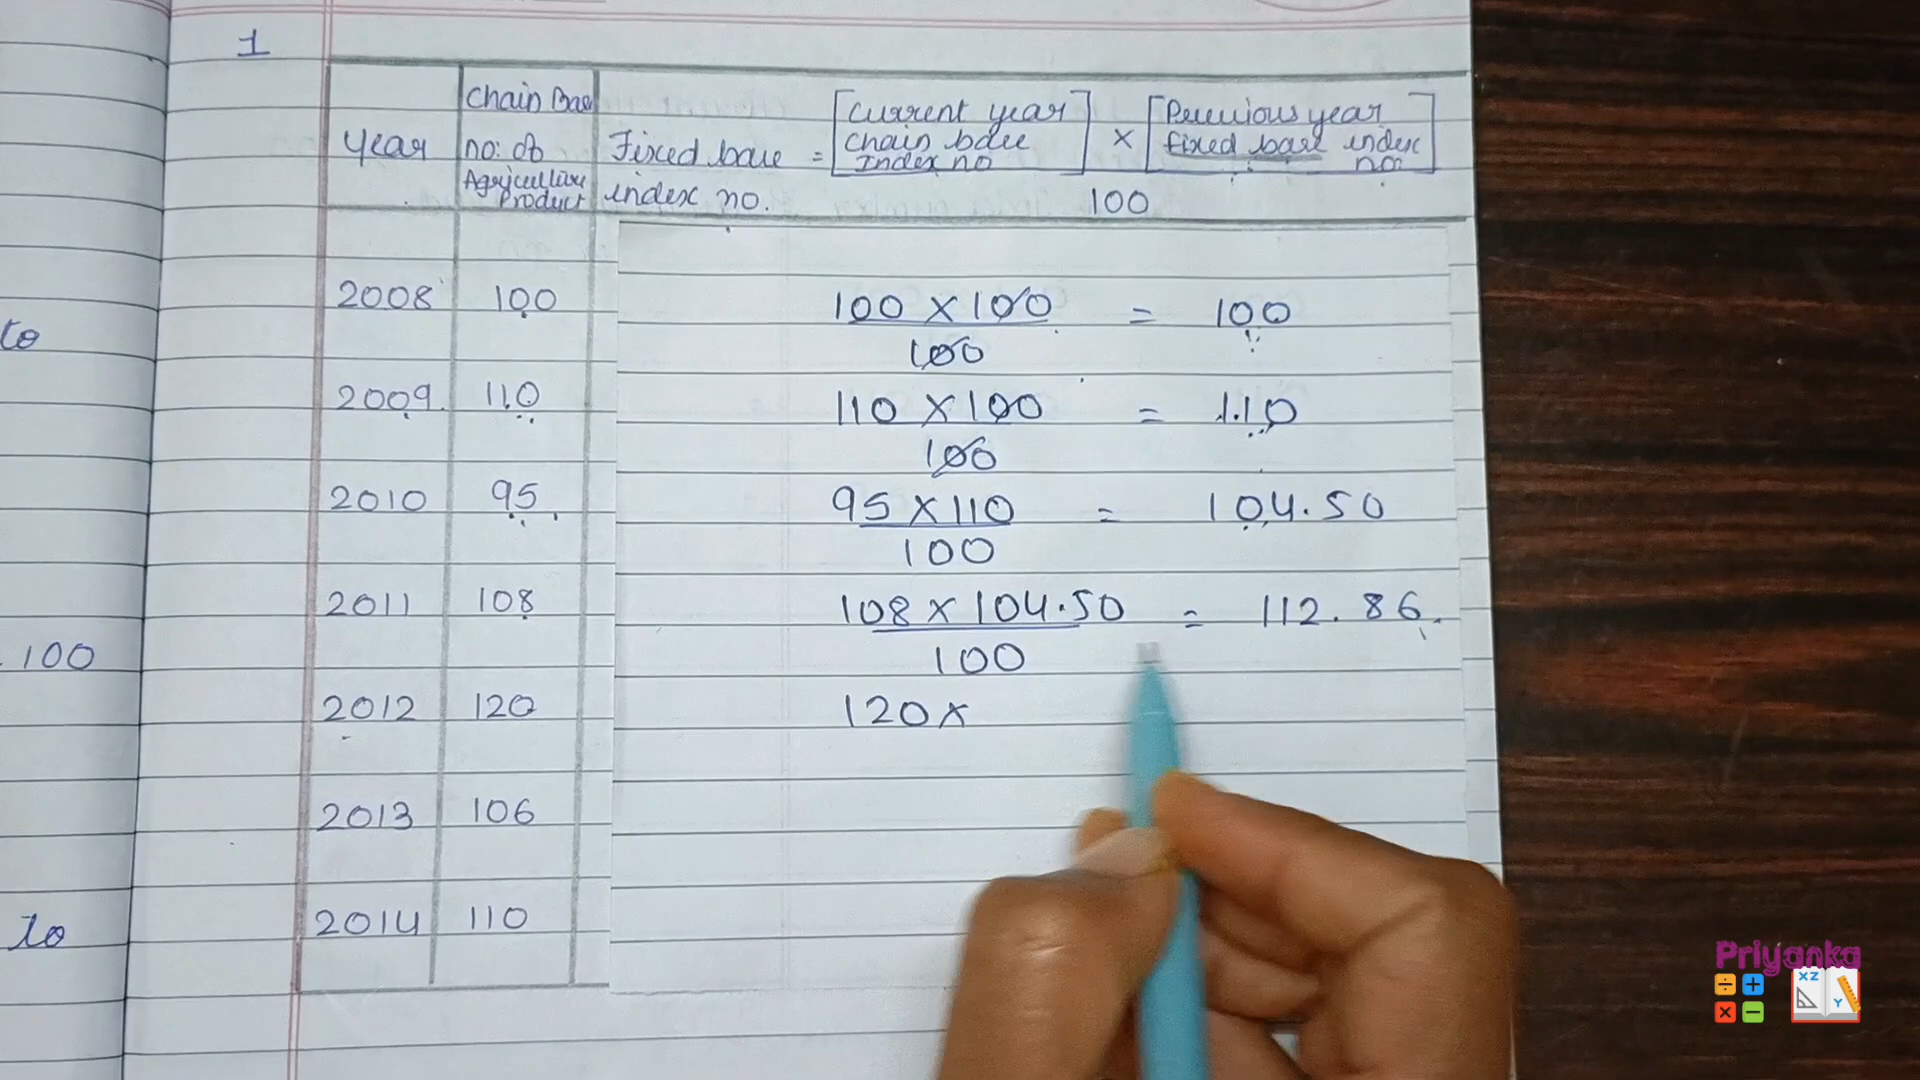 1
Year
Chain Base
no: of
Agriculture
Product
Fixed base
index no.
=
[Current year
chain base
Index no]
×
[Previous year
fixed base index
no:]
100
2008 100 100 × 100 = 100
100
2009 110 110 × 100 = 110
100
2010 95 95 × 110 = 104.50
100
2011 108 108 × 104.50 = 112.86
100
2012 120 120 ×
2013 106
2014 110
to
100
to
Priyanka
XZ
Y